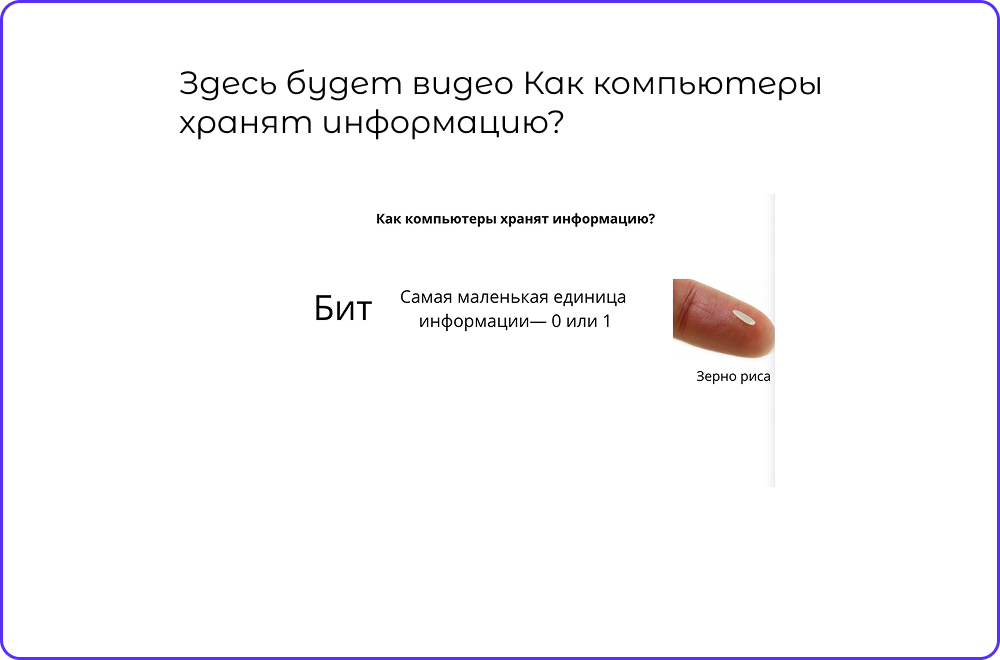 Здесь будет видео Как компьютеры
хранят информацию?
Как компьютеры хранят информацию?
Бит
Самая маленькая единица
информации— 0 или 1
Зерно риса